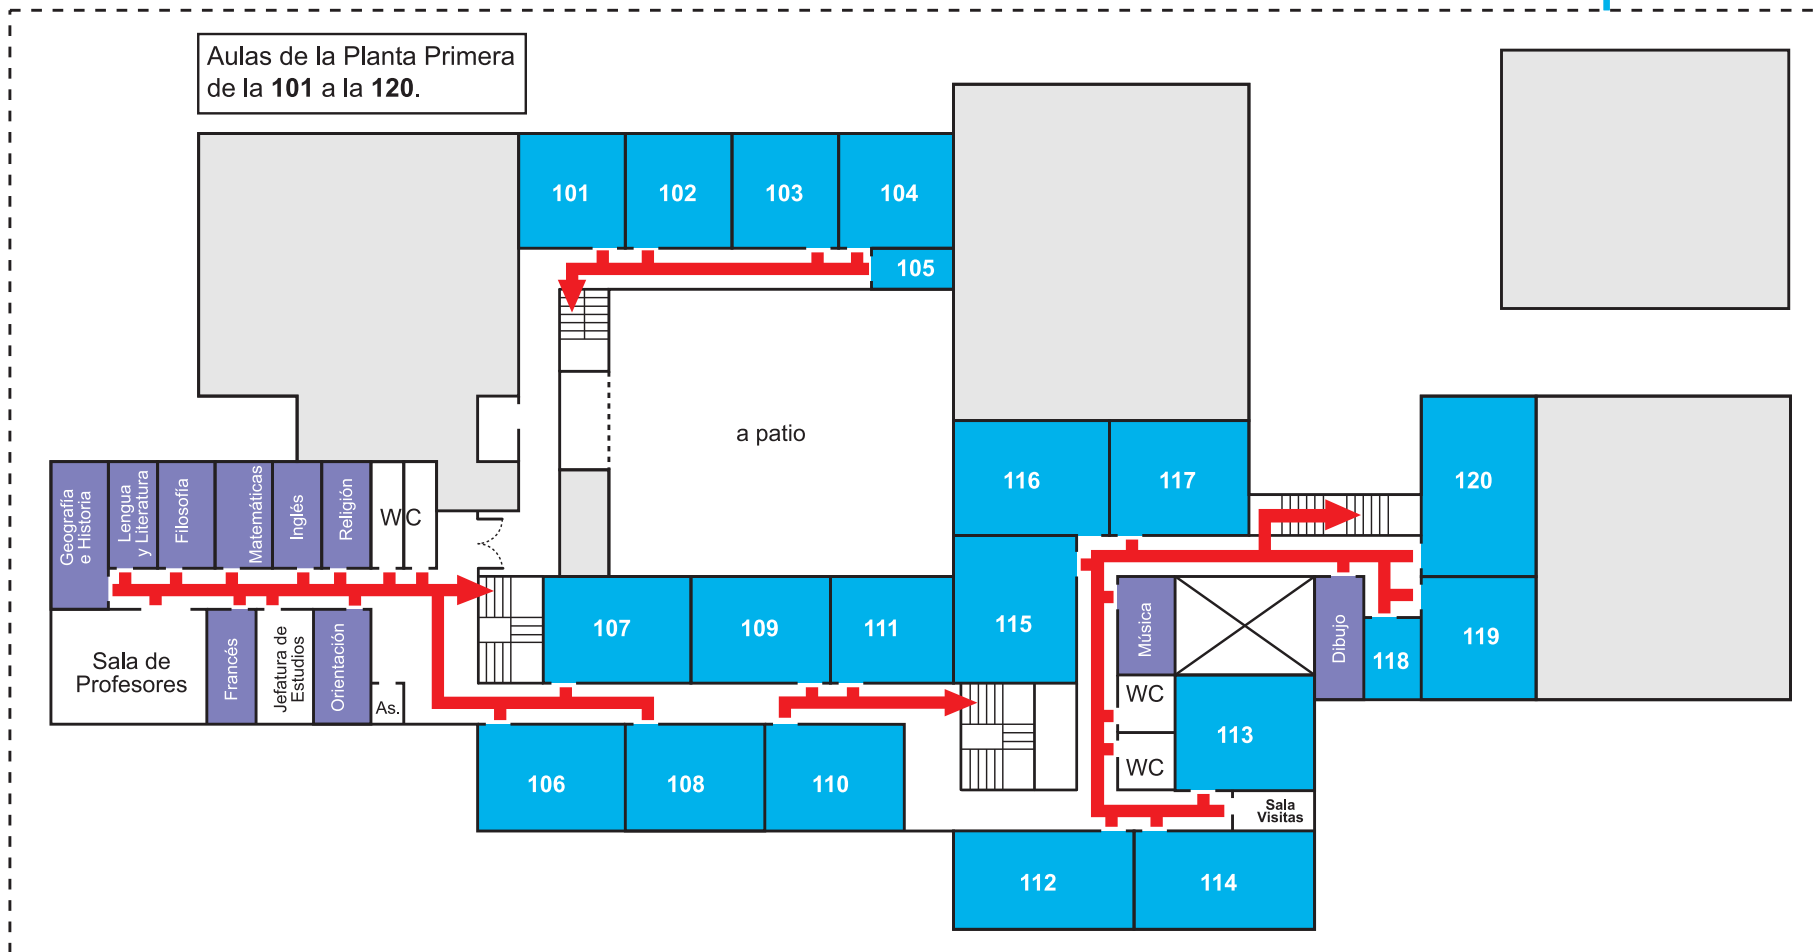 Aulas de la Planta Primera
de la 101 a la 120.
101
102
103
104
105
a patio
116
117
120
Geografía
e Historia
Lengua
y Literatura
Filosofía
Matemáticas
Inglés
Religión
WC
107
109
111
115
Música
Dibujo
118
119
Sala de
Profesores
Francés
Jefatura de
Estudios
Orientación
As.
WC
113
WC
106
108
110
Sala
Visitas
112
114